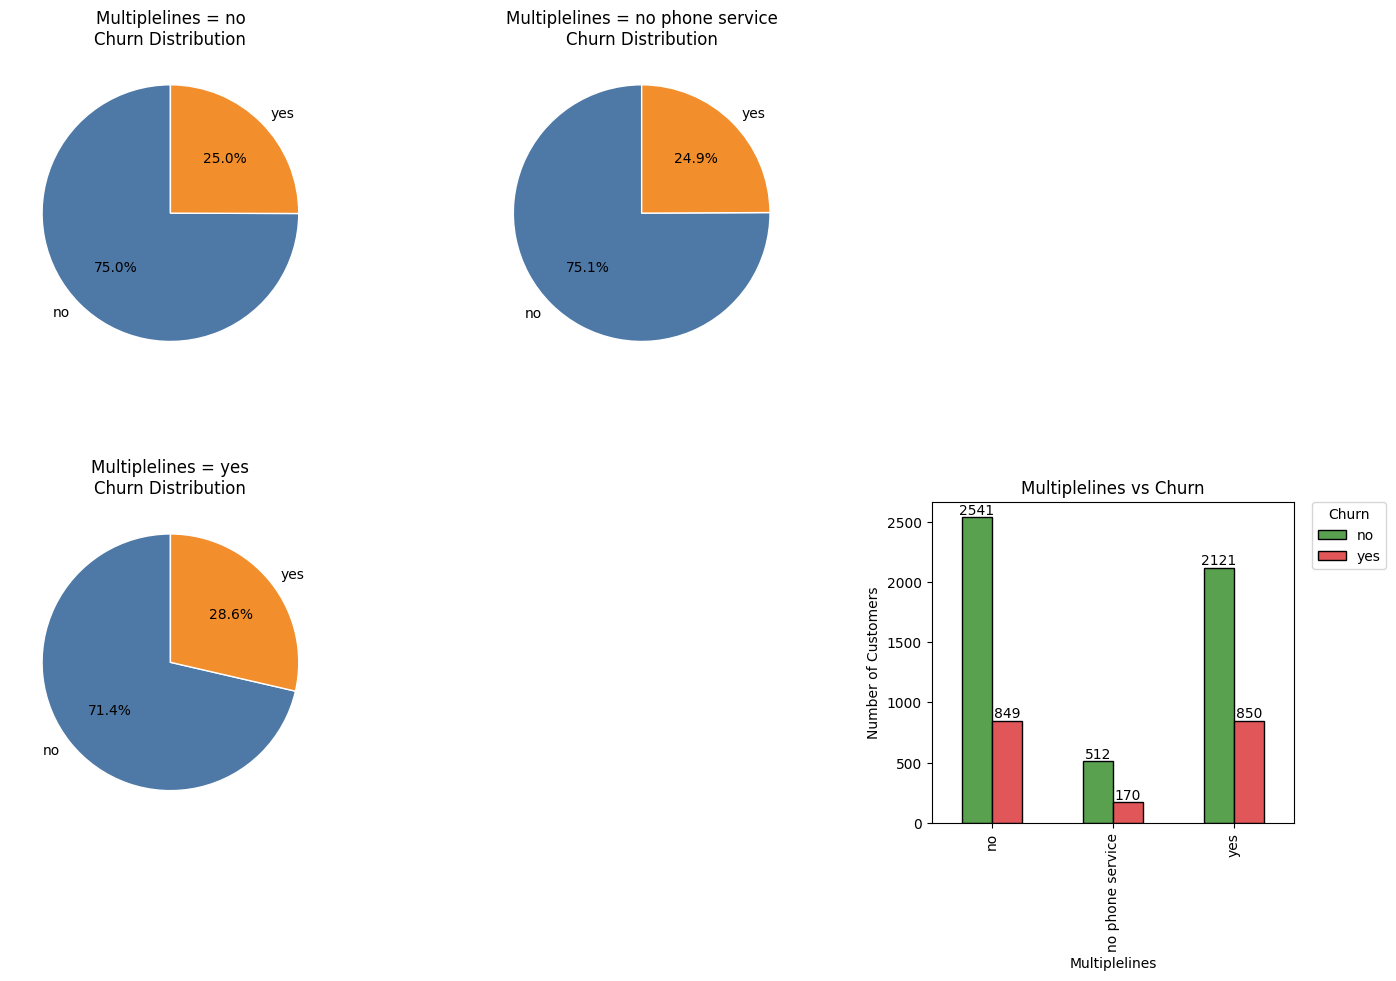 Multiplelines = no
Churn Distribution
yes
25.0%
75.0%
no
Multiplelines = no phone service
Churn Distribution
yes
24.9%
75.1%
no
Multiplelines = yes
Churn Distribution
yes
28.6%
71.4%
no
Multiplelines vs Churn
Number of Customers
2500
2000
1500
1000
500
0
2541
849
512
170
2121
850
no
no phone service
yes
Multiplelines
Churn
no
yes